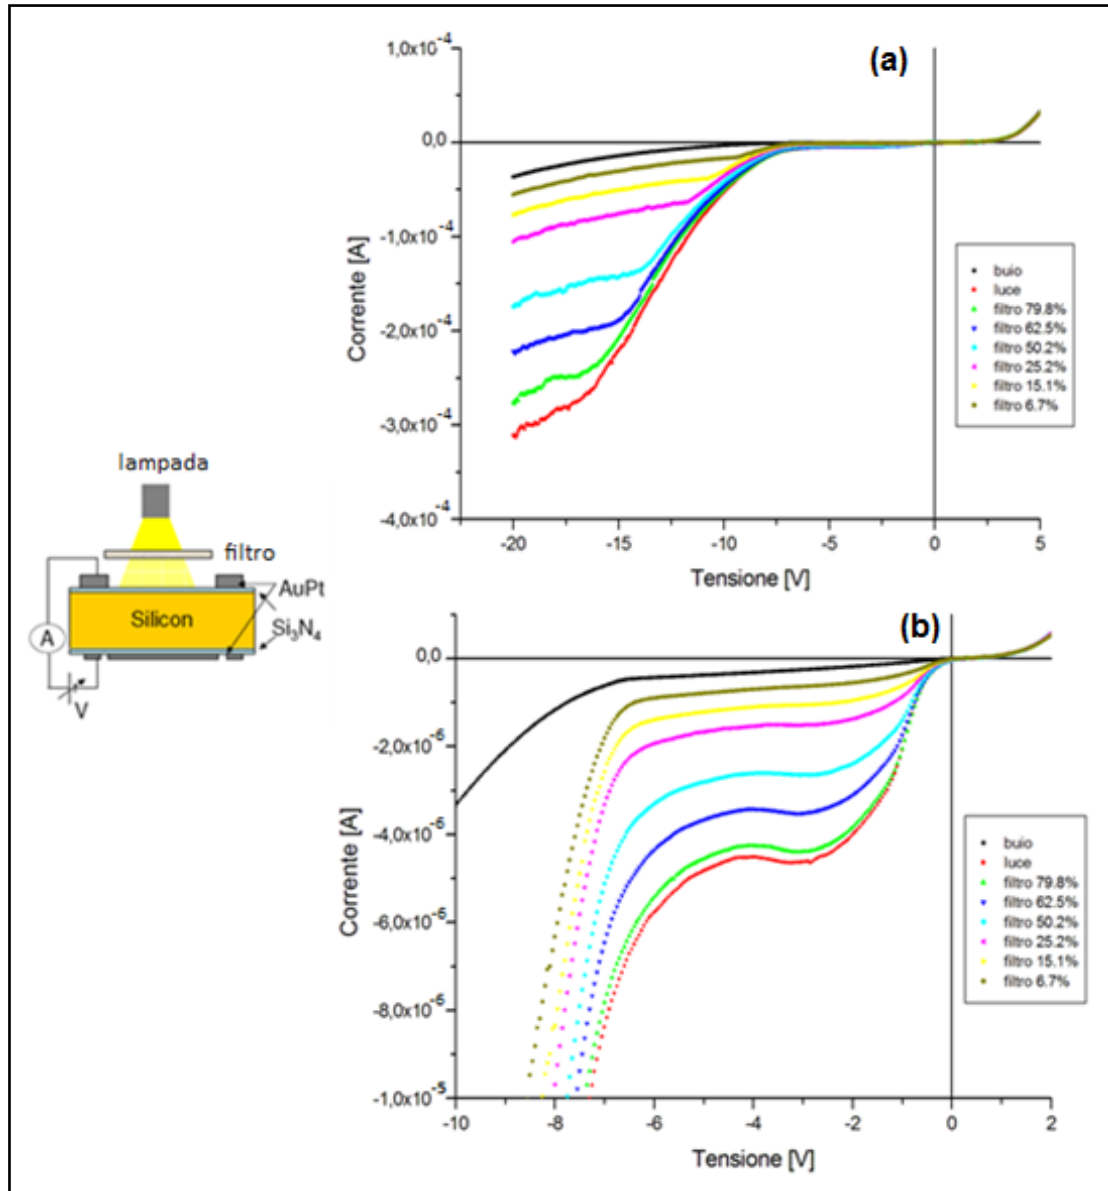 (a)
1,0x10⁻⁴
0,0
-1,0x10⁻⁴
-2,0x10⁻⁴
-3,0x10⁻⁴
-4,0x10⁻⁴
Corrente [A]
-20 -15 -10 -5 0 5
Tensione [V]
buio
luce
filtro 79.8%
filtro 62.5%
filtro 50.2%
filtro 25.2%
filtro 15.1%
filtro 6.7%
lampada
filtro
AuPt
Silicon
Si₃N₄
A
V
(b)
0,0
-2,0x10⁻⁶
-4,0x10⁻⁶
-6,0x10⁻⁶
-8,0x10⁻⁶
-1,0x10⁻⁵
Corrente [A]
-10 -8 -6 -4 -2 0 2
Tensione [V]
buio
luce
filtro 79.8%
filtro 62.5%
filtro 50.2%
filtro 25.2%
filtro 15.1%
filtro 6.7%